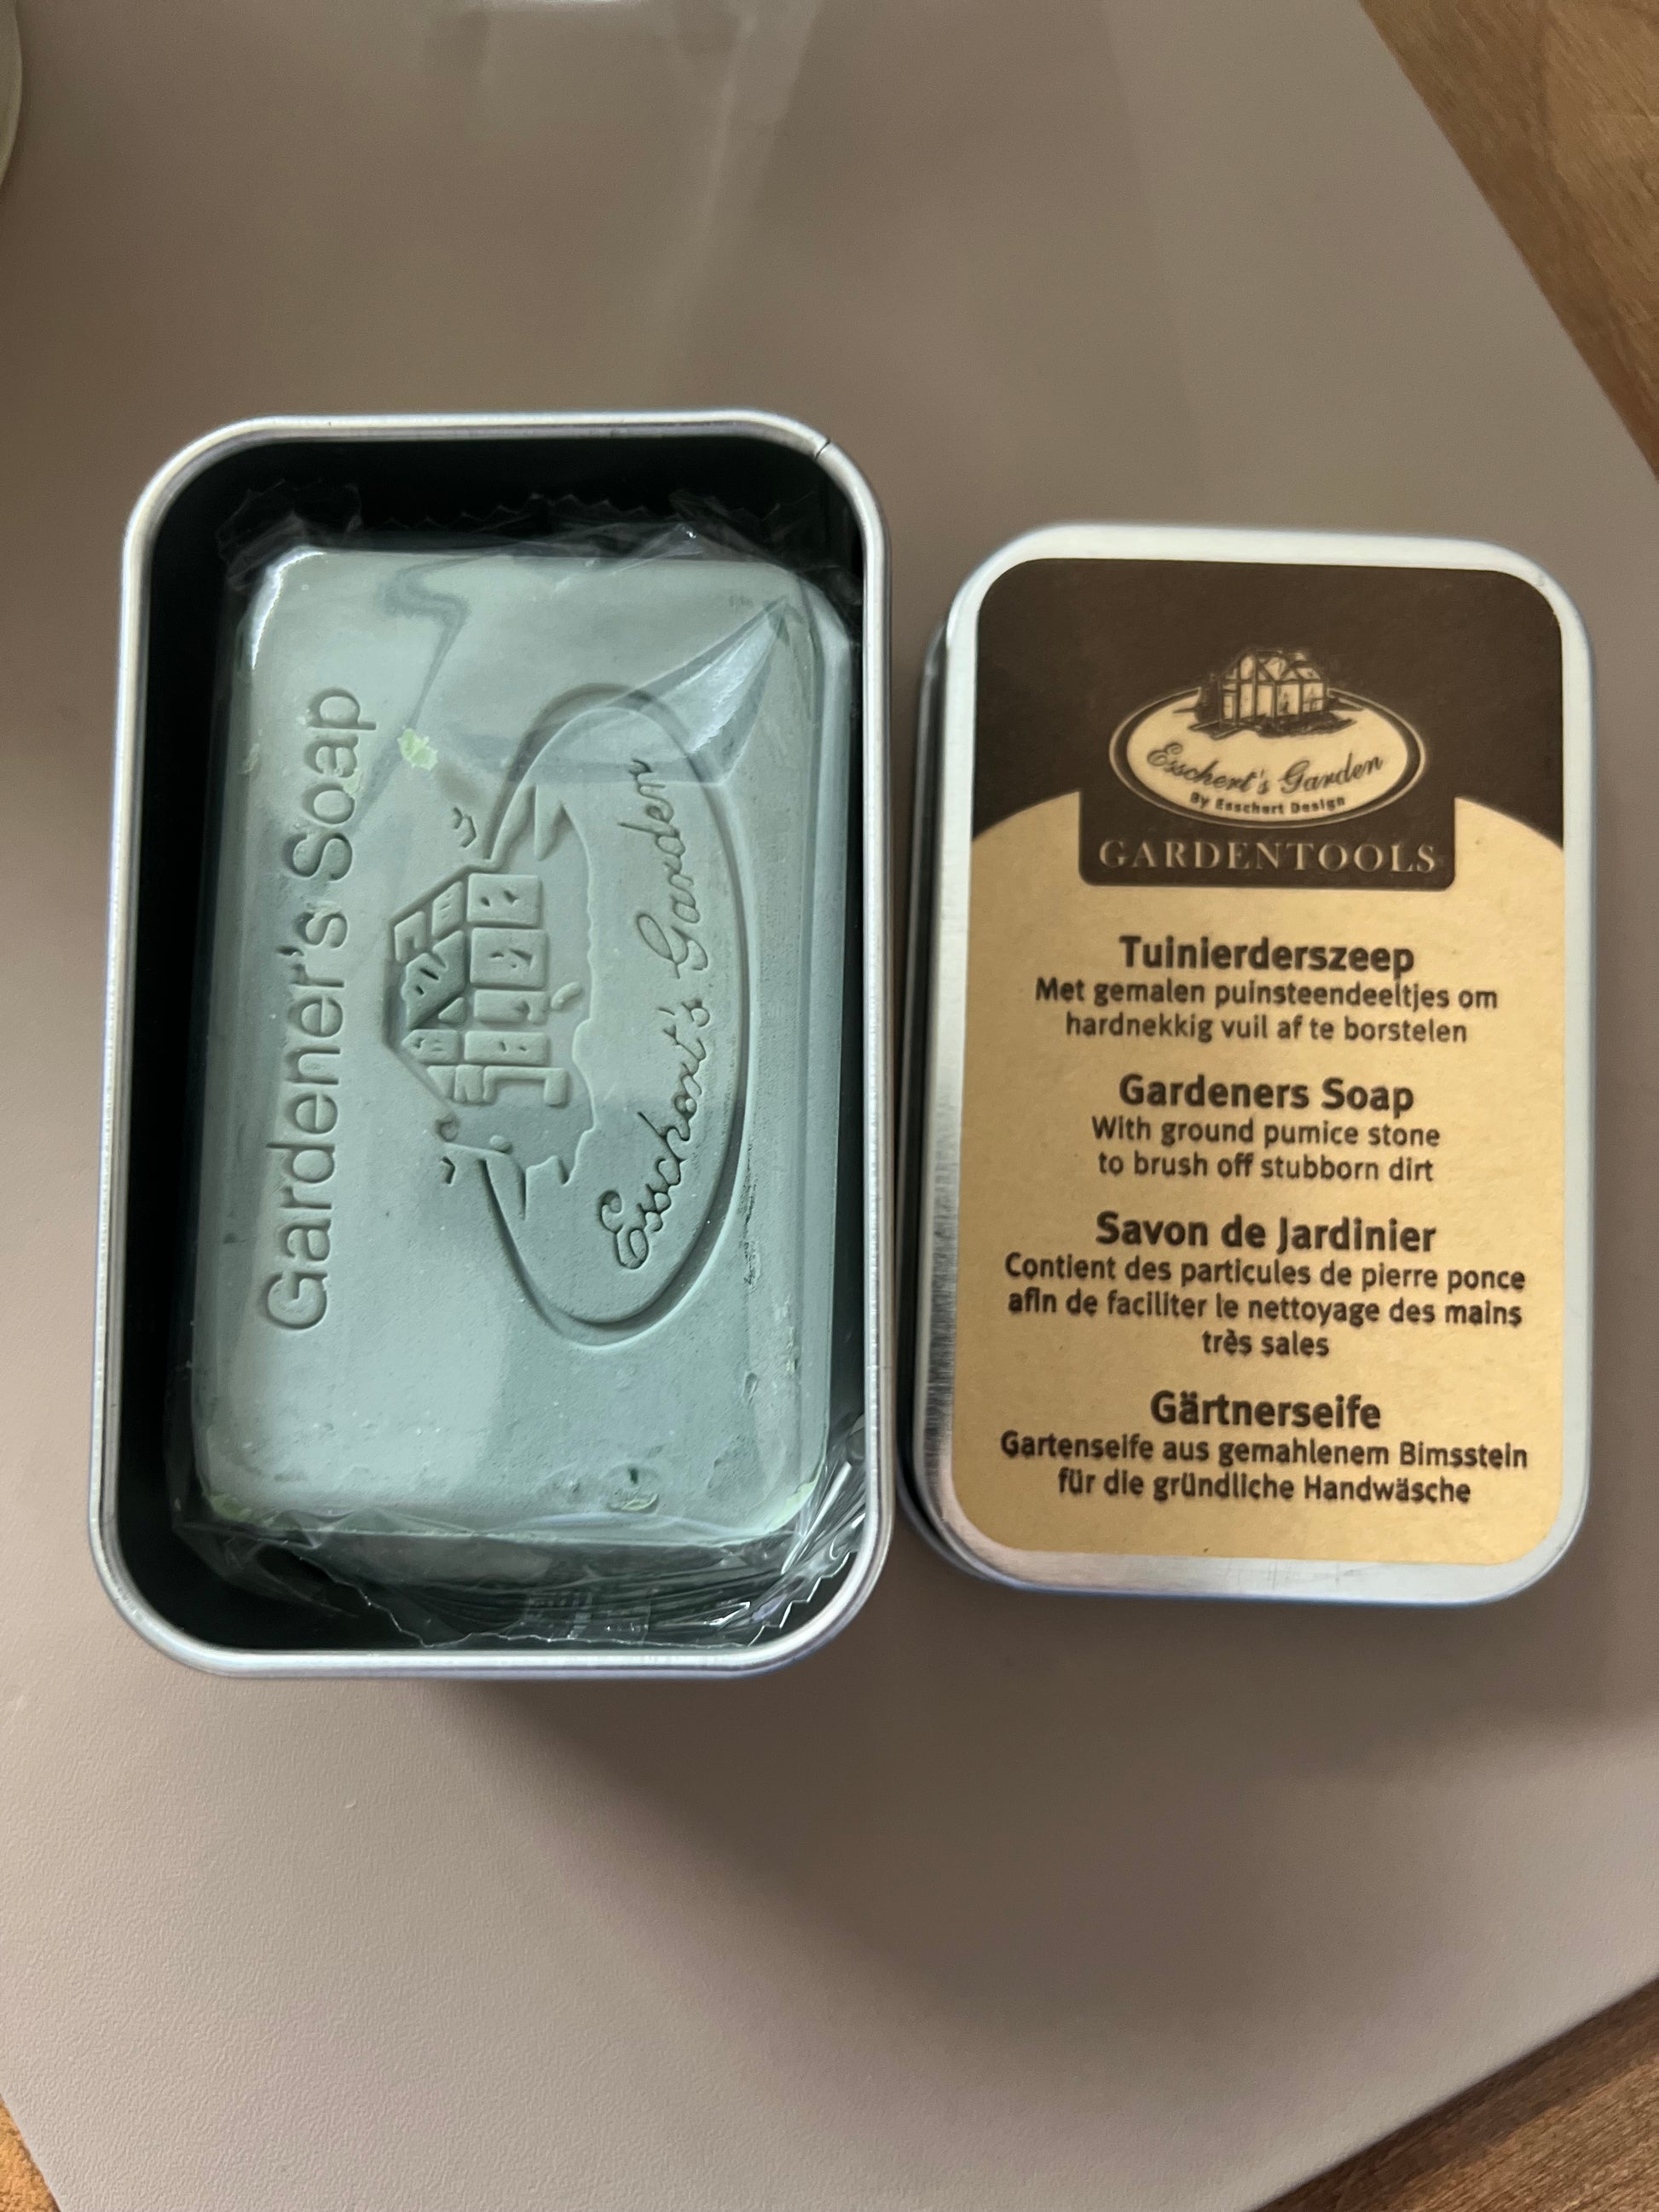 Gardener's Soap
Esschert's Garden
Esschert's Garden
By Esschert Design
GARDENTOOLS
Tuinierderszeep
Met gemalen puinsteendeeltjes om
hardnekkig vuil af te borstelen
Gardeners Soap
With ground pumice stone
to brush off stubborn dirt
Savon de Jardinier
Contient des particules de pierre ponce
afin de faciliter le nettoyage des mains
très sales
Gärtnerseife
Gartenseife aus gemahlenem Bimsstein
für die gründliche Handwäsche